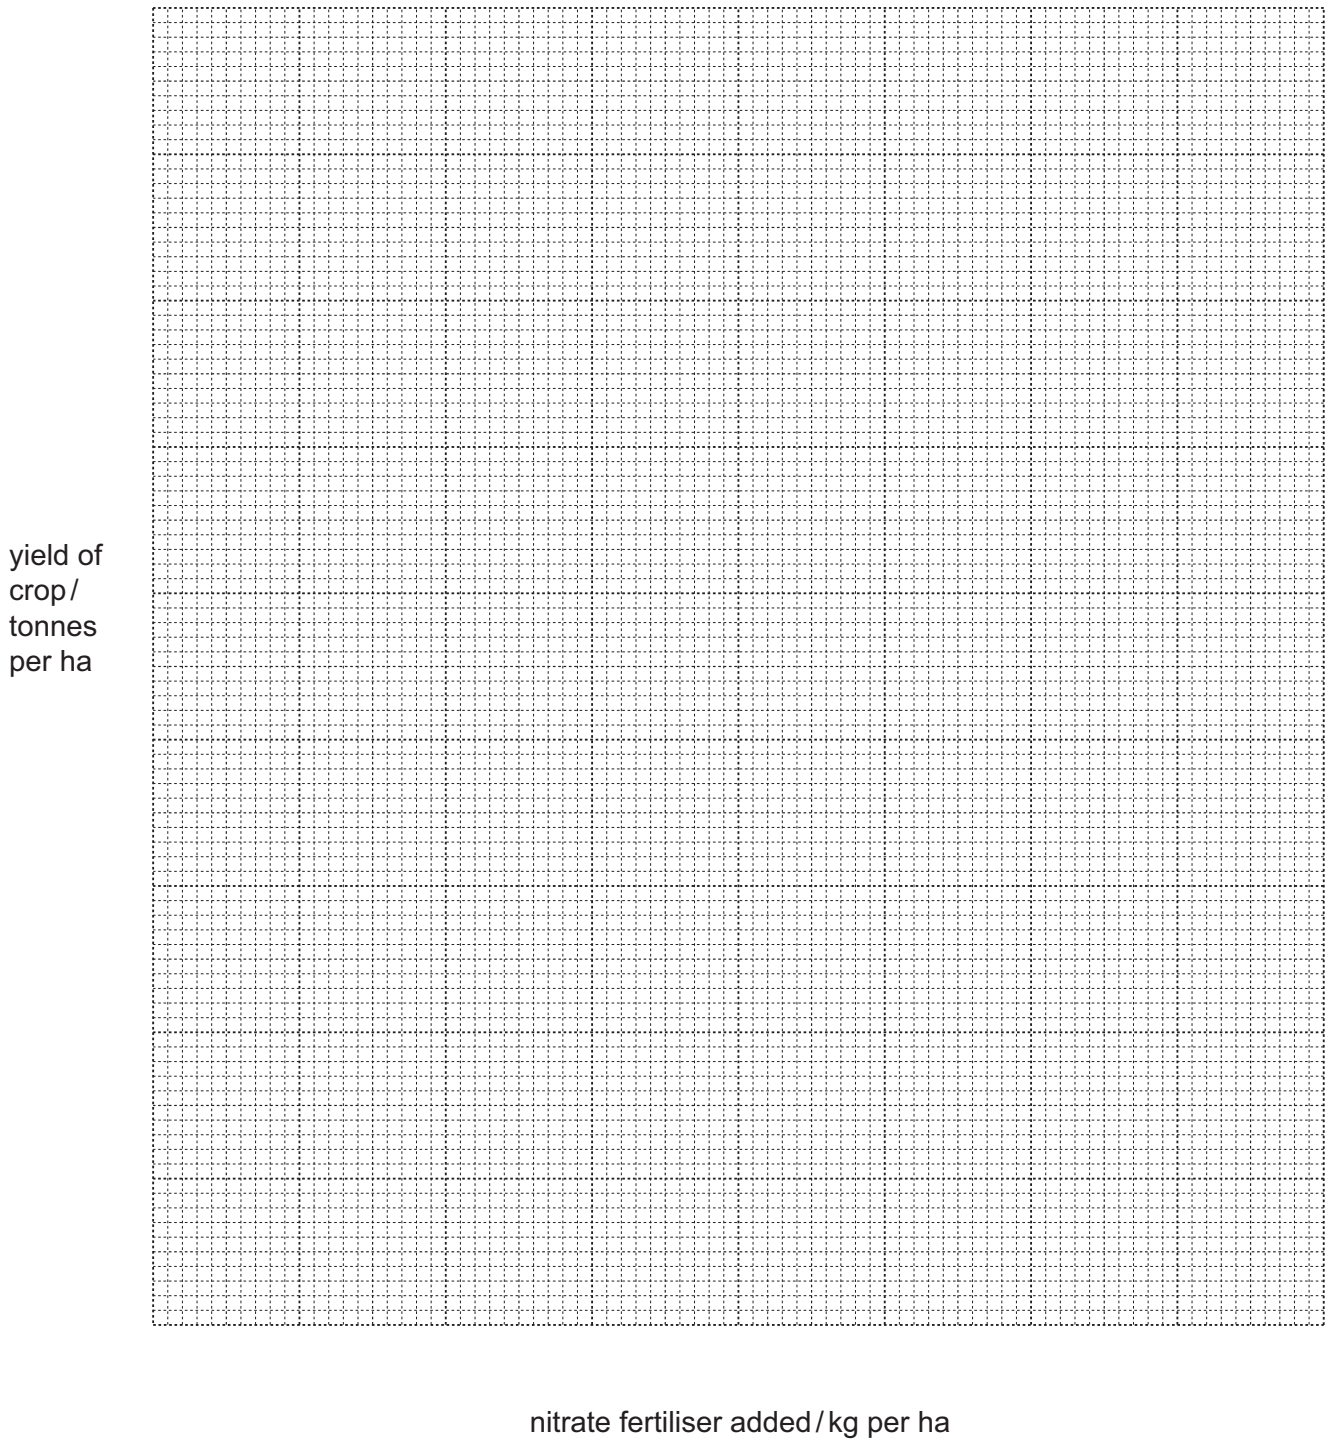 yield of
crop /
tonnes
per ha
nitrate fertiliser added / kg per ha